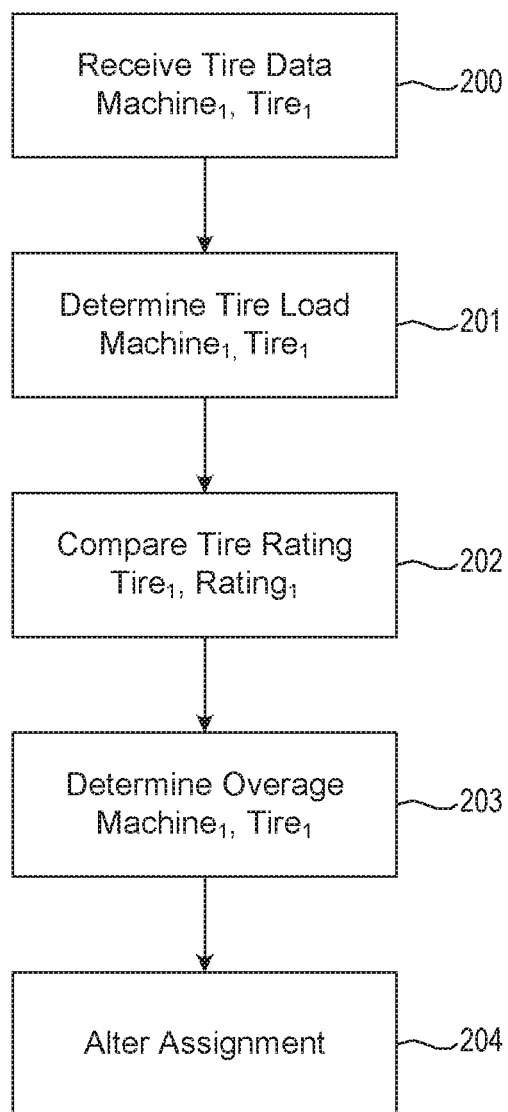 Receive Tire Data
Machine₁, Tire₁
200
Determine Tire Load
Machine₁, Tire₁
201
Compare Tire Rating
Tire₁, Rating₁
202
Determine Overage
Machine₁, Tire₁
203
Alter Assignment
204